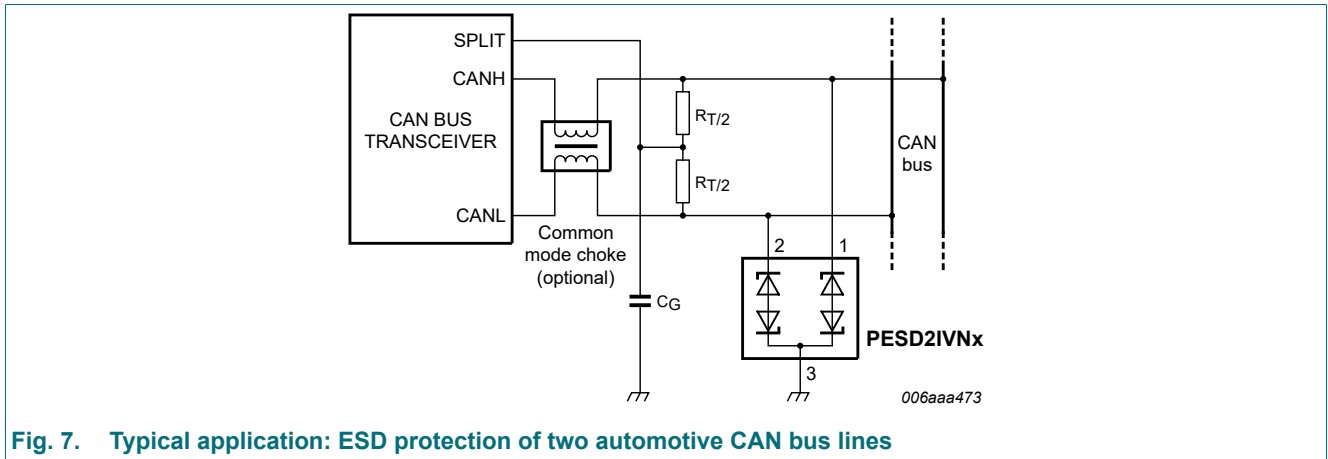 SPLIT
CANH
CAN BUS
TRANSCEIVER
CANL
Common
mode choke
(optional)
RT/2
RT/2
CG
CAN
bus
2
1
PESD2IVNx
3
006aaa473
Fig. 7. Typical application: ESD protection of two automotive CAN bus lines